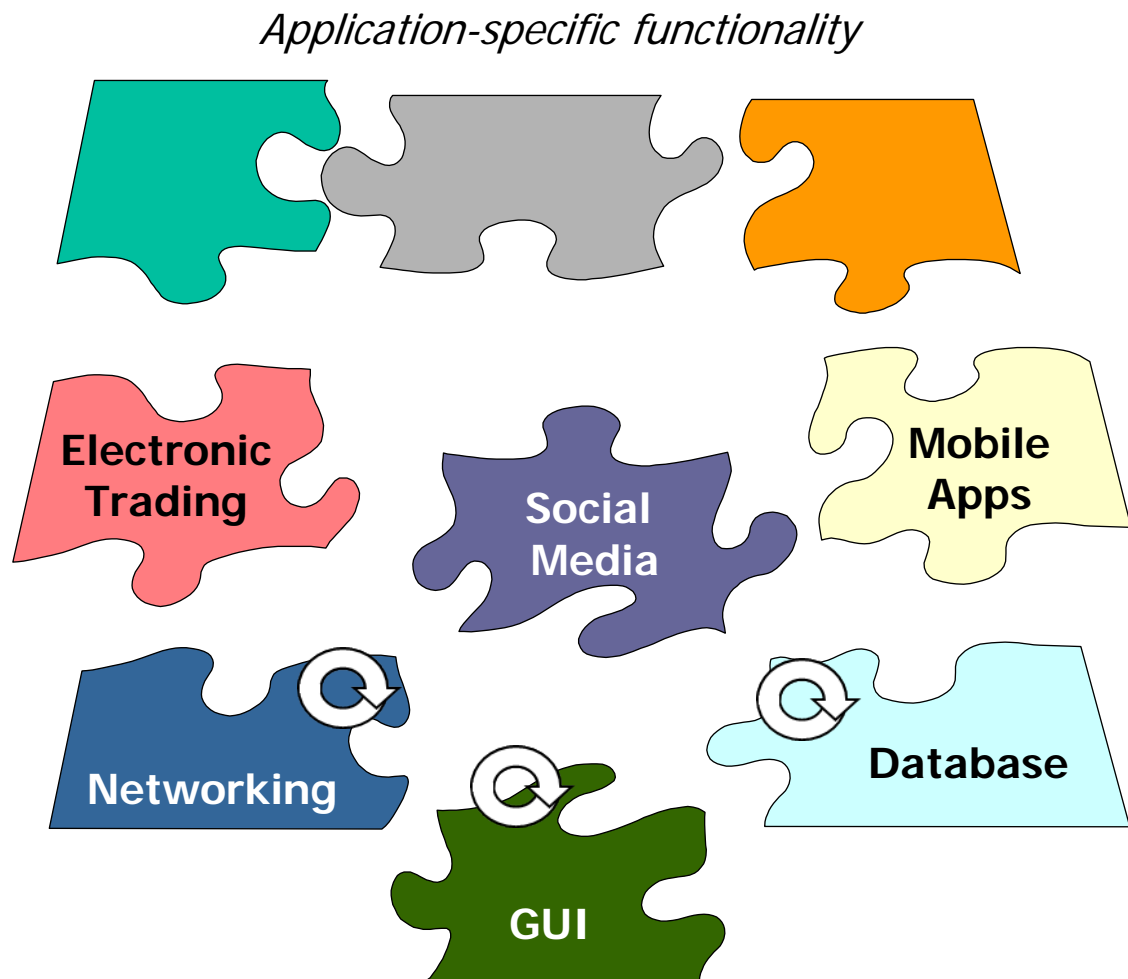 Application-specific functionality
Electronic
Trading
Social
Media
Mobile
Apps
Networking
Database
GUI